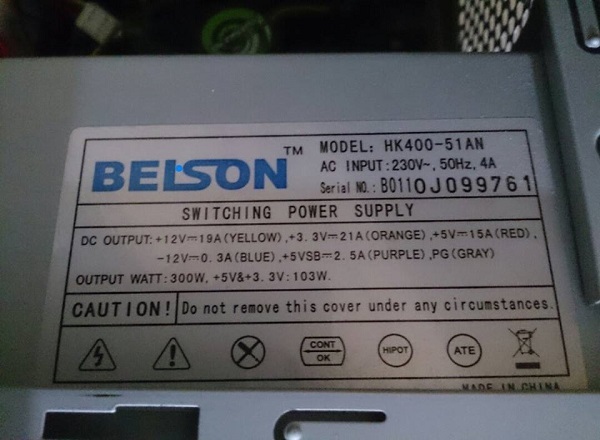 BELSON™
MODEL: HK400-51AN
AC INPUT:230V~, 50Hz, 4A
Serial NO.: B0110J099761
SWITCHING POWER SUPPLY
DC OUTPUT:+12V⎓19A(YELLOW),+3.3V⎓21A(ORANGE),+5V⎓15A(RED),
-12V⎓0.3A(BLUE),+5VSB⎓2.5A(PURPLE),PG(GRAY)
OUTPUT WATT:300W, +5V&+3.3V:103W.
CAUTION! Do not remove this cover under any circumstances.
CONT
OK
HIPOT
ATE
MADE IN CHINA